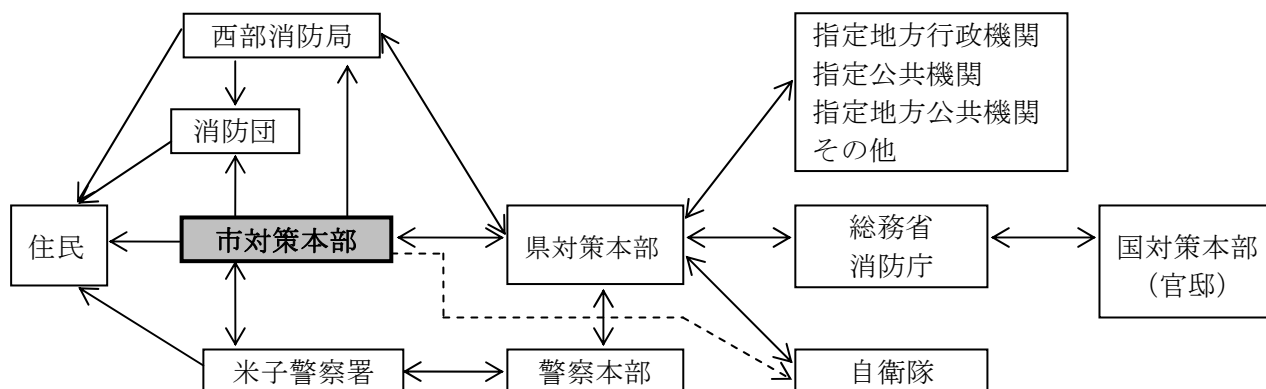 西部消防局
指定地方行政機関
指定公共機関
指定地方公共機関
その他
消防団
住民
市対策本部
県対策本部
総務省
消防庁
国対策本部
（官邸）
米子警察署
警察本部
自衛隊